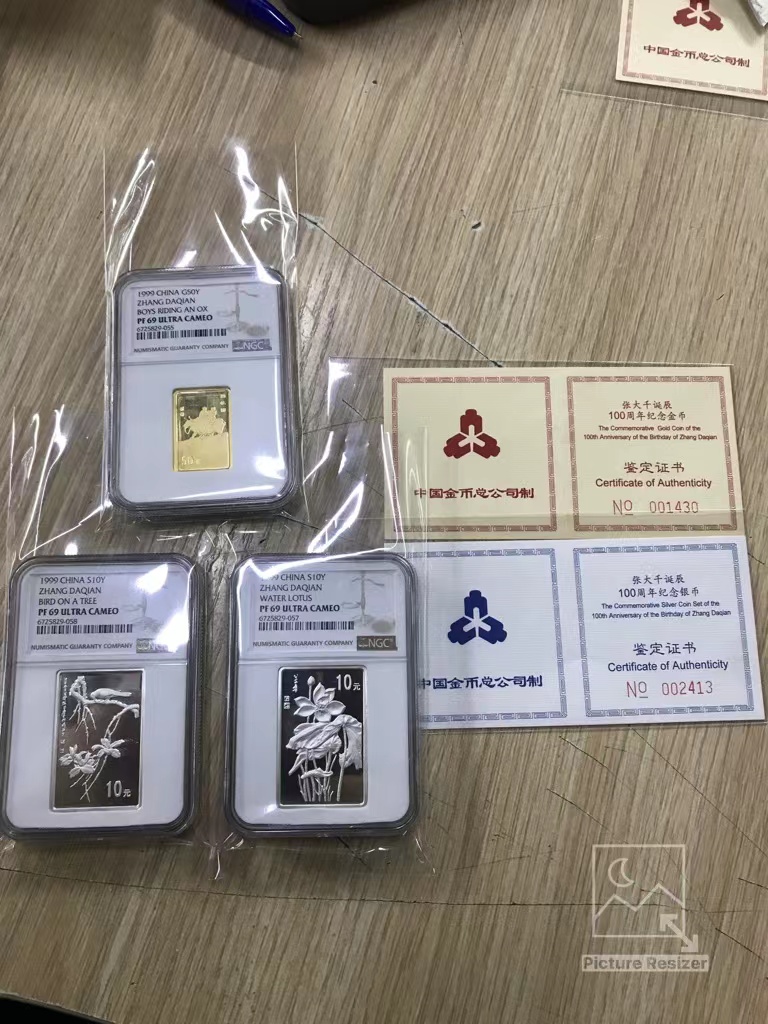 中国金币总公司制
1999 CHINA G50Y
ZHANG DAQIAN
BOYS RIDING AN OX
PF 69 ULTRA CAMEO
6725829-055
NUMISMATIC GUARANTY COMPANY NGC
50元
中国金币总公司制
张大千诞辰
100周年纪念金币
The Commemorative Gold Coin of the
100th Anniversary of the Birthday of Zhang Daqian
鉴定证书
Certificate of Authenticity
NO 001430
1999 CHINA S10Y
ZHANG DAQIAN
BIRD ON A TREE
PF 69 ULTRA CAMEO
6725829-058
NUMISMATIC GUARANTY COMPANY
10元
1999 CHINA S10Y
ZHANG DAQIAN
WATER LOTUS
PF 69 ULTRA CAMEO
6725829-057
NUMISMATIC GUARANTY COMPANY NGC
10元
中国金币总公司制
张大千诞辰
100周年纪念银币
The Commemorative Silver Coin Set of the
100th Anniversary of the Birthday of Zhang Daqian
鉴定证书
Certificate of Authenticity
NO 002413
Picture Resizer